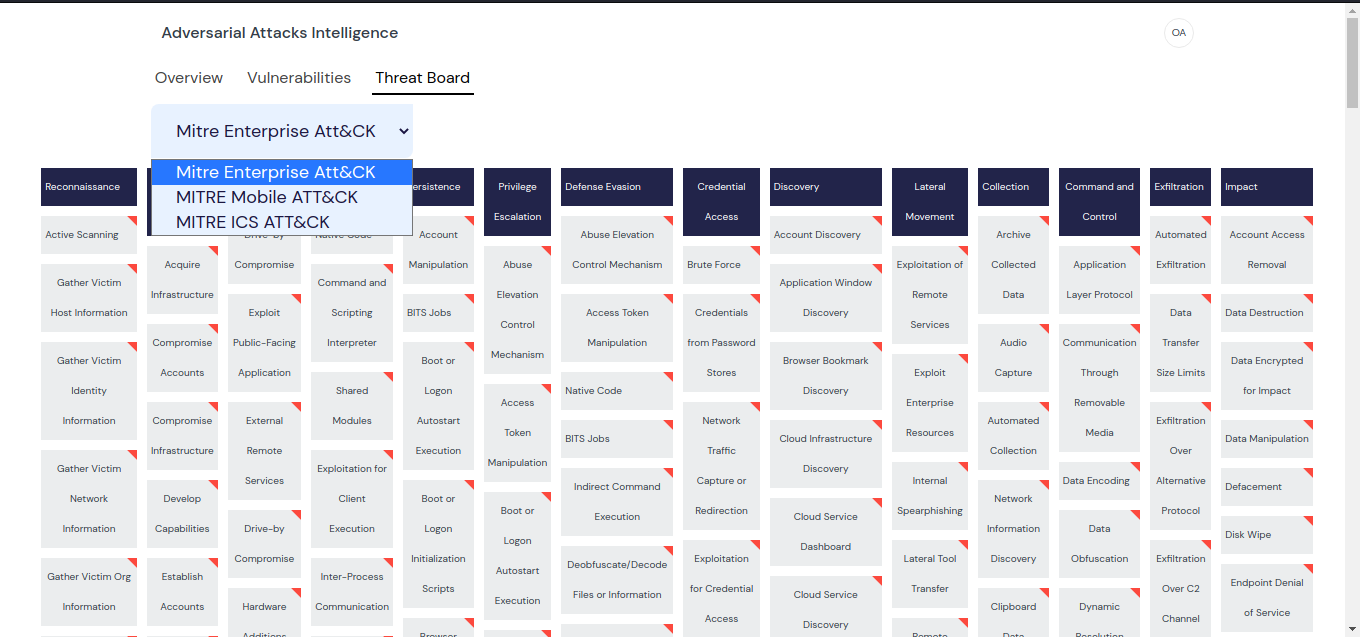 Adversarial Attacks Intelligence
OA
Overview
Vulnerabilities
Threat Board
Mitre Enterprise Att&CK
Mitre Enterprise Att&CK
MITRE Mobile ATT&CK
MITRE ICS ATT&CK
Reconnaissance
Active Scanning
Gather Victim
Host Information
Gather Victim
Identity
Information
Gather Victim
Network
Information
Gather Victim Org
Information
Acquire
Infrastructure
Compromise
Accounts
Compromise
Infrastructure
Develop
Capabilities
Establish
Accounts
Drive-by
Compromise
Exploit
Public-Facing
Application
External
Remote
Services
Drive-by
Compromise
Hardware
Additions
Native Code
Command and
Scripting
Interpreter
Shared
Modules
Exploitation for
Client
Execution
Inter-Process
Communication
ersistence
Account
Manipulation
BITS Jobs
Boot or
Logon
Autostart
Execution
Boot or
Logon
Initialization
Scripts
Browser
Privilege
Escalation
Abuse
Elevation
Control
Mechanism
Access
Token
Manipulation
Boot or
Logon
Autostart
Execution
Defense Evasion
Abuse Elevation
Control Mechanism
Access Token
Manipulation
Native Code
BITS Jobs
Indirect Command
Execution
Deobfuscate/Decode
Files or Information
Credential
Access
Brute Force
Credentials
from Password
Stores
Network
Traffic
Capture or
Redirection
Exploitation
for Credential
Access
Discovery
Account Discovery
Application Window
Discovery
Browser Bookmark
Discovery
Cloud Infrastructure
Discovery
Cloud Service
Dashboard
Cloud Service
Discovery
Lateral
Movement
Exploitation of
Remote
Services
Exploit
Enterprise
Resources
Internal
Spearphishing
Lateral Tool
Transfer
Remote
Collection
Archive
Collected
Data
Audio
Capture
Automated
Collection
Network
Information
Discovery
Clipboard
Data
Command and
Control
Application
Layer Protocol
Communication
Through
Removable
Media
Data Encoding
Data
Obfuscation
Dynamic
Resolution
Exfiltration
Automated
Exfiltration
Data
Transfer
Size Limits
Exfiltration
Over
Alternative
Protocol
Exfiltration
Over C2
Channel
Impact
Account Access
Removal
Data Destruction
Data Encrypted
for Impact
Data Manipulation
Defacement
Disk Wipe
Endpoint Denial
of Service